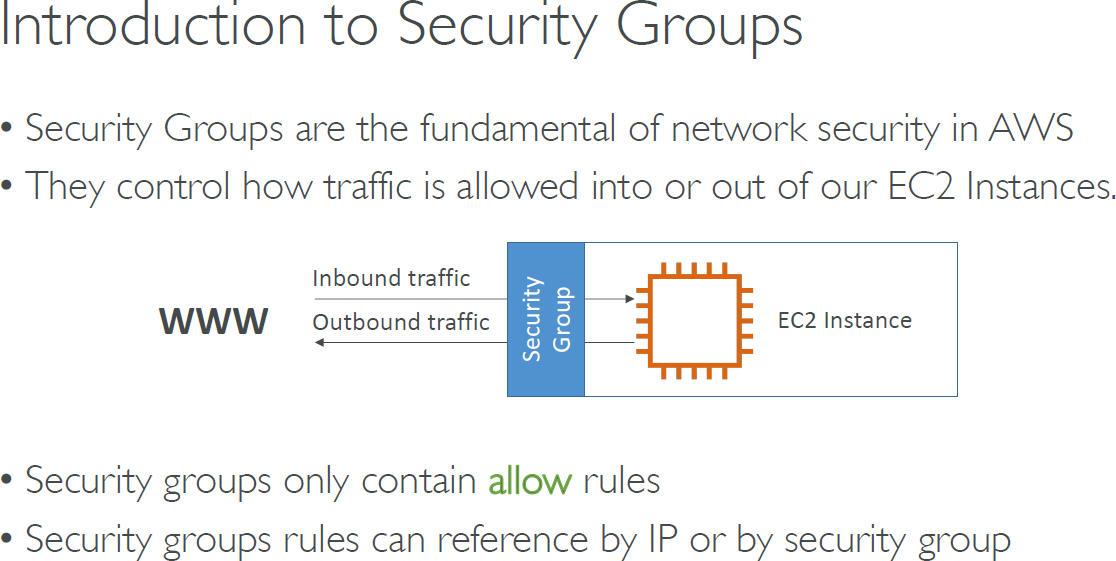 Introduction to Security Groups
• Security Groups are the fundamental of network security in AWS
• They control how traffic is allowed into or out of our EC2 Instances.
Inbound traffic
WWW
Outbound traffic
Security
Group
EC2 Instance
• Security groups only contain allow rules
• Security groups rules can reference by IP or by security group